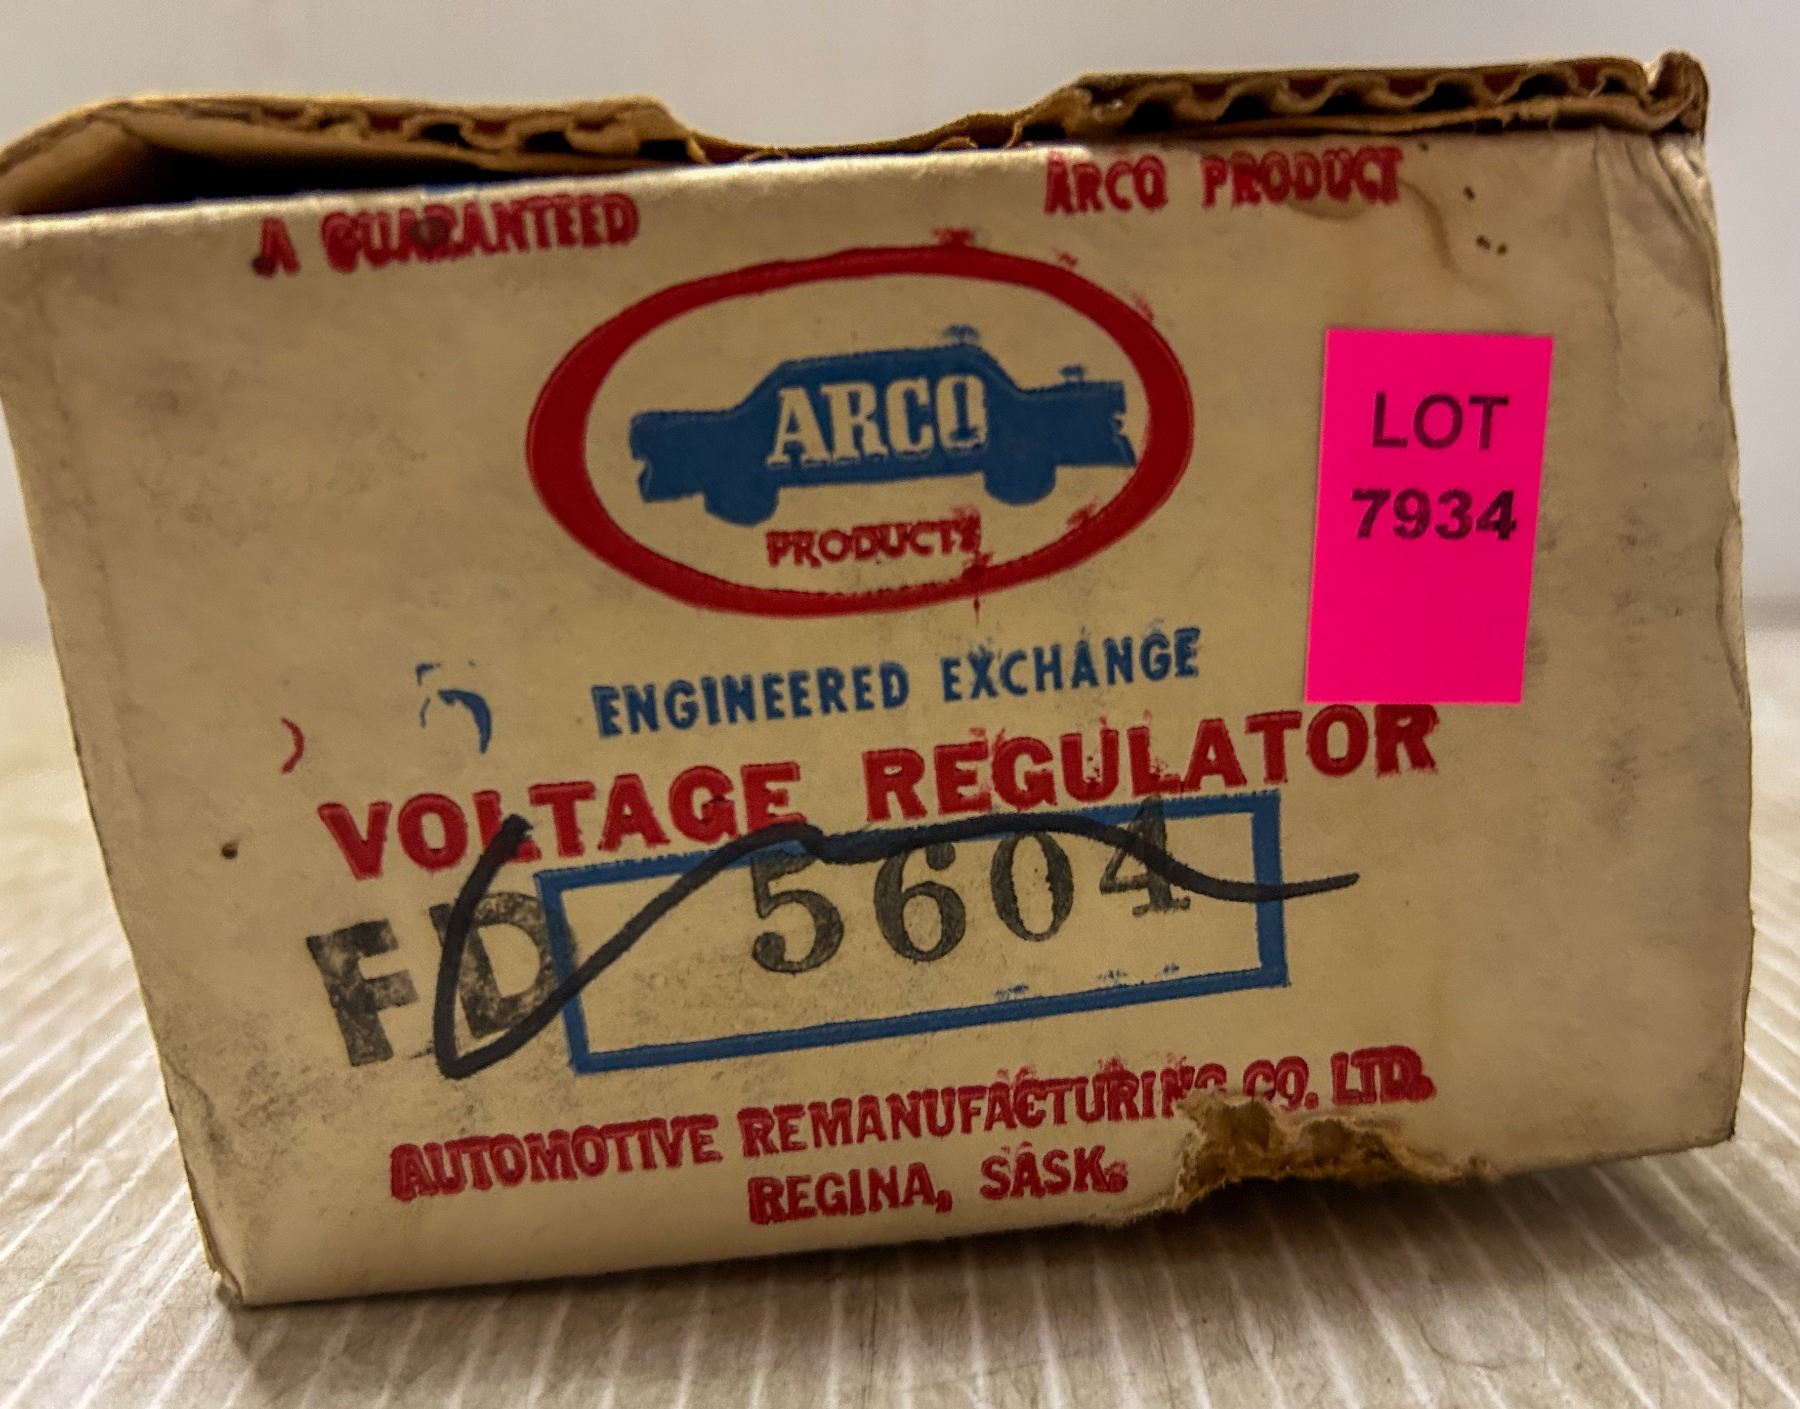 A GUARANTEED ARCO PRODUCT
ARCO
PRODUCTS
LOT
7934
ENGINEERED EXCHANGE
VOLTAGE REGULATOR
FD 5604
AUTOMOTIVE REMANUFACTURING CO. LTD.
REGINA, SASK.